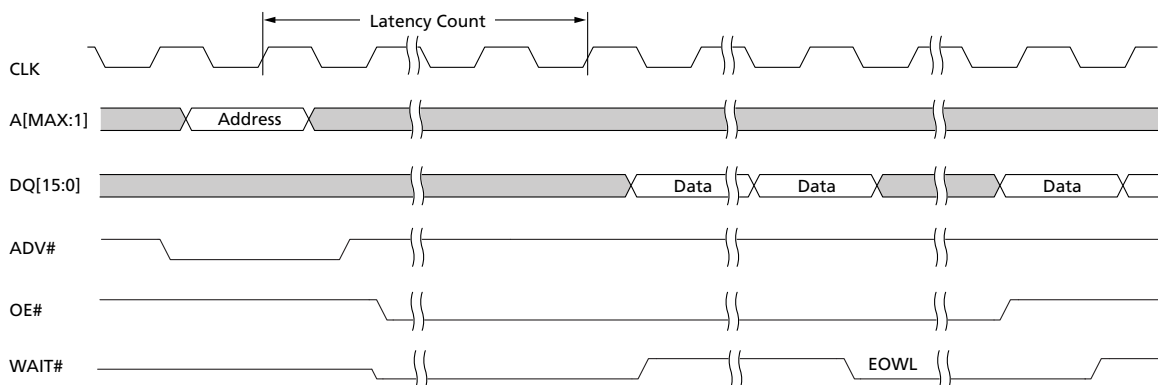 Latency Count
CLK
A[MAX:1]
Address
DQ[15:0]
Data
Data
Data
ADV#
OE#
WAIT#
EOWL